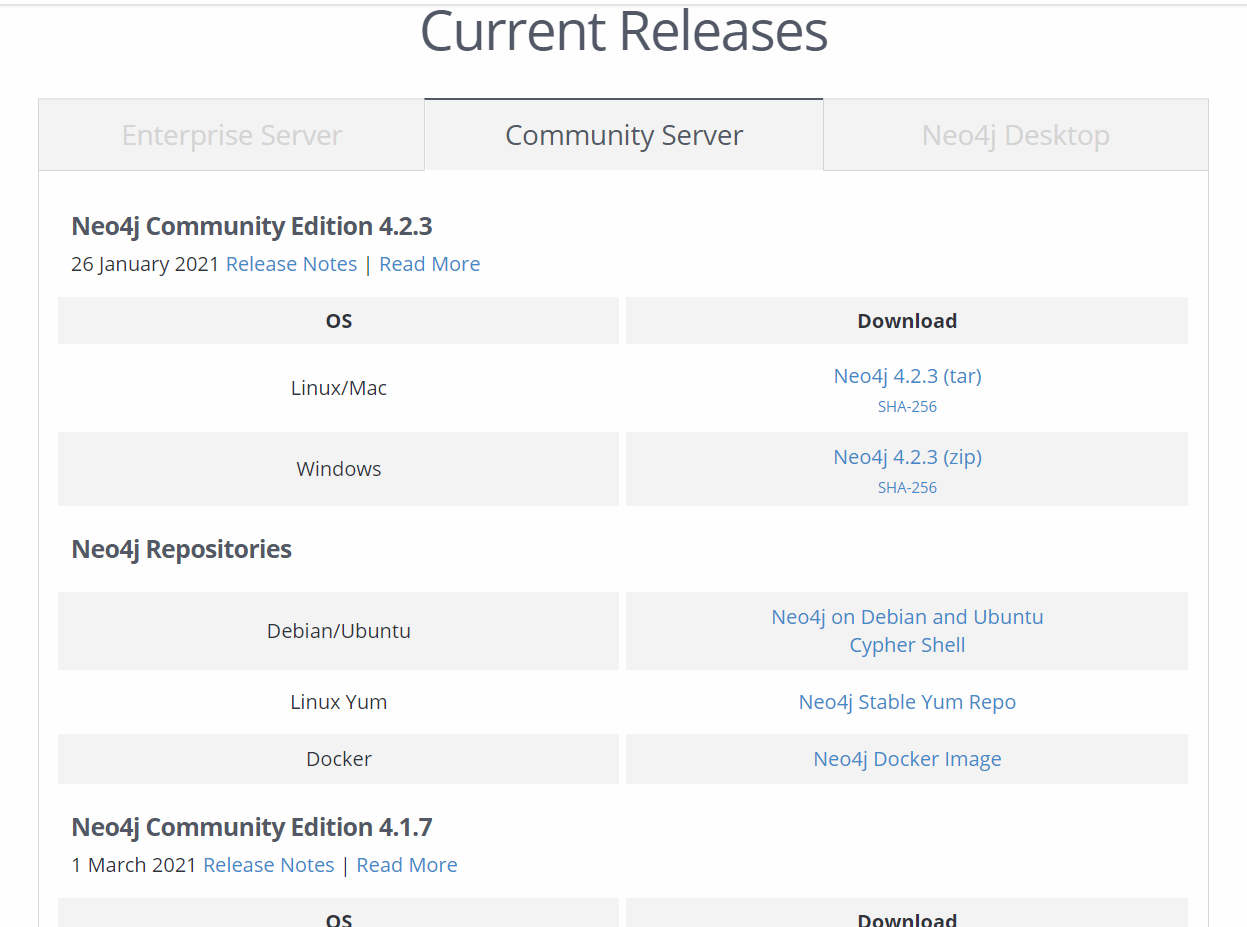 Current Releases
Enterprise Server
Community Server
Neo4j Desktop
Neo4j Community Edition 4.2.3
26 January 2021 Release Notes | Read More
OS
Download
Linux/Mac
Neo4j 4.2.3 (tar)
SHA-256
Windows
Neo4j 4.2.3 (zip)
SHA-256
Neo4j Repositories
Debian/Ubuntu
Neo4j on Debian and Ubuntu
Cypher Shell
Linux Yum
Neo4j Stable Yum Repo
Docker
Neo4j Docker Image
Neo4j Community Edition 4.1.7
1 March 2021 Release Notes | Read More
OS
Download